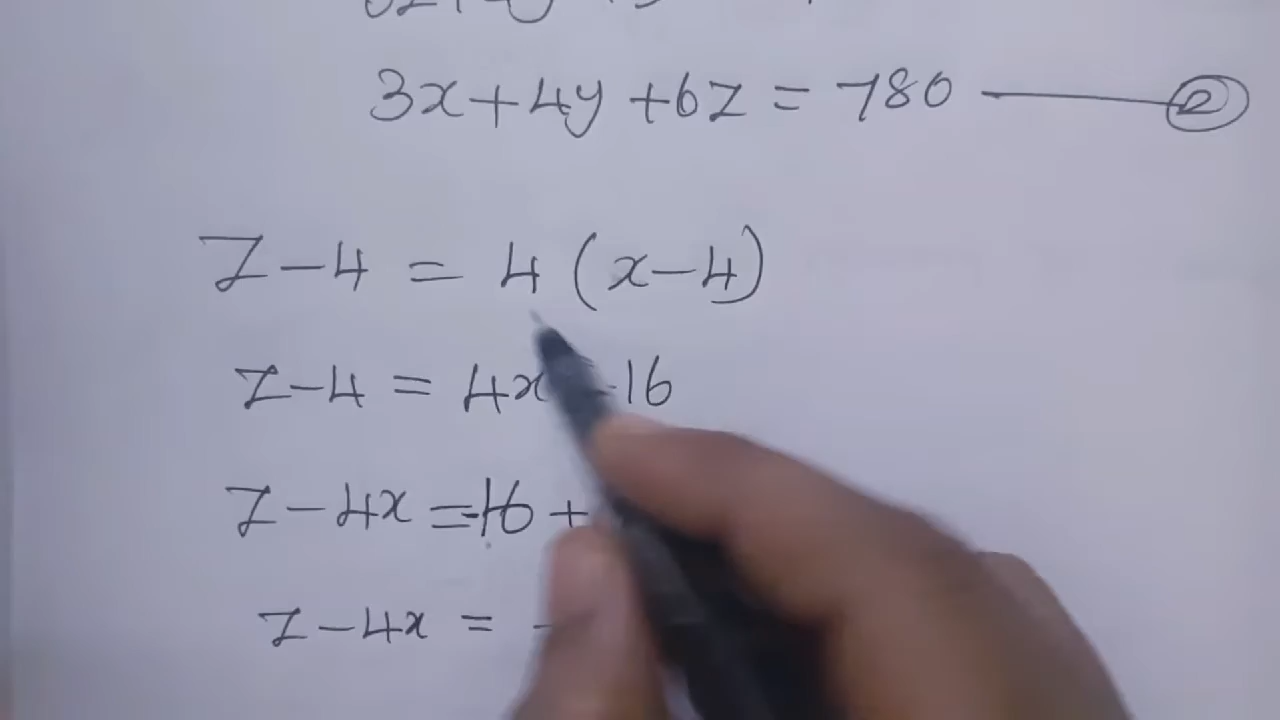 3x+4y+6z = 780 — 2
Z-4 = 4(x-4)
z-4 = 4x-16
z-4x =-16+
z-4x = -